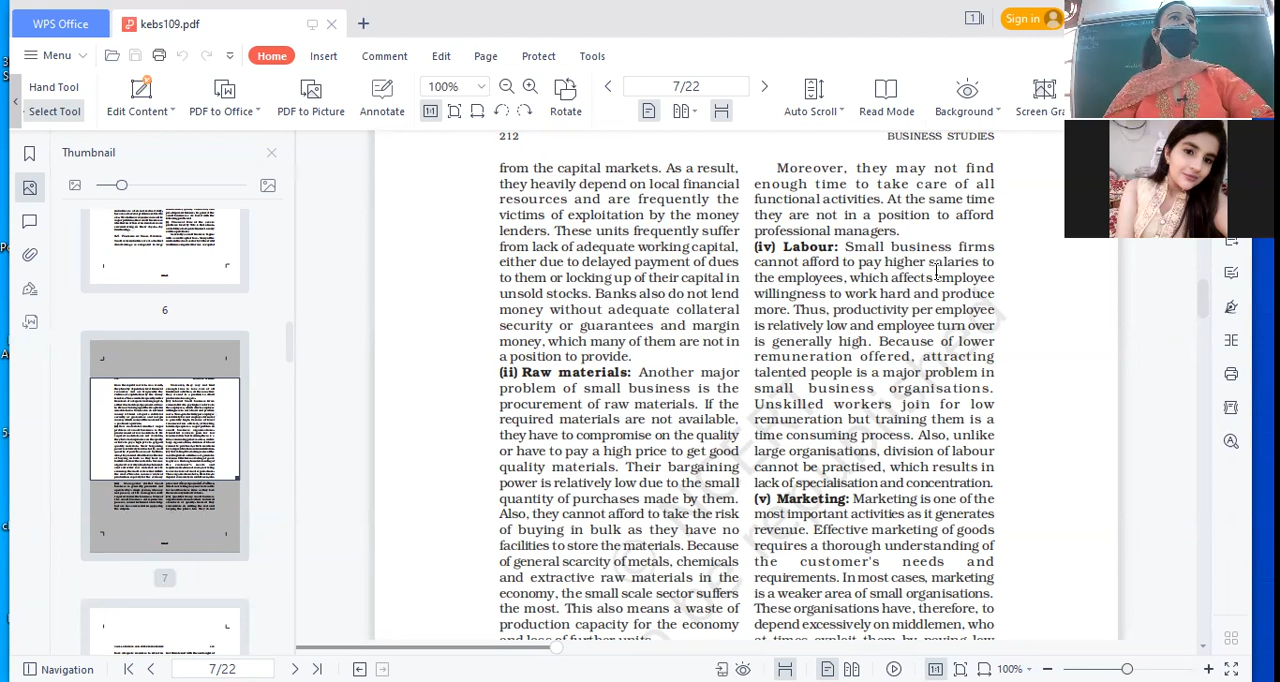 WPS Office
kebs109.pdf
Sign in
Menu
Home
Insert
Comment
Edit
Page
Protect
Tools
Hand Tool
Select Tool
Edit Content
PDF to Office
PDF to Picture
Annotate
100%
Rotate
7/22
Auto Scroll
Read Mode
Background
Screen Gra
Thumbnail
6
7
212
BUSINESS STUDIES
from the capital markets. As a result,
they heavily depend on local financial
resources and are frequently the
victims of exploitation by the money
lenders. These units frequently suffer
from lack of adequate working capital,
either due to delayed payment of dues
to them or locking up of their capital in
unsold stocks. Banks also do not lend
money without adequate collateral
security or guarantees and margin
money, which many of them are not in
a position to provide.
(ii) Raw materials: Another major
problem of small business is the
procurement of raw materials. If the
required materials are not available,
they have to compromise on the quality
or have to pay a high price to get good
quality materials. Their bargaining
power is relatively low due to the small
quantity of purchases made by them.
Also, they cannot afford to take the risk
of buying in bulk as they have no
facilities to store the materials. Because
of general scarcity of metals, chemicals
and extractive raw materials in the
economy, the small scale sector suffers
the most. This also means a waste of
production capacity for the economy
and loss of further units.
Moreover, they may not find
enough time to take care of all
functional activities. At the same time
they are not in a position to afford
professional managers.
(iv) Labour: Small business firms
cannot afford to pay higher salaries to
the employees, which affects employee
willingness to work hard and produce
more. Thus, productivity per employee
is relatively low and employee turn over
is generally high. Because of lower
remuneration offered, attracting
talented people is a major problem in
small business organisations.
Unskilled workers join for low
remuneration but training them is a
time consuming process. Also, unlike
large organisations, division of labour
cannot be practised, which results in
lack of specialisation and concentration.
(v) Marketing: Marketing is one of the
most important activities as it generates
revenue. Effective marketing of goods
requires a thorough understanding of
the customer's needs and
requirements. In most cases, marketing
is a weaker area of small organisations.
These organisations have, therefore, to
depend excessively on middlemen, who
at times exploit them by paying low
Navigation
7/22
100%